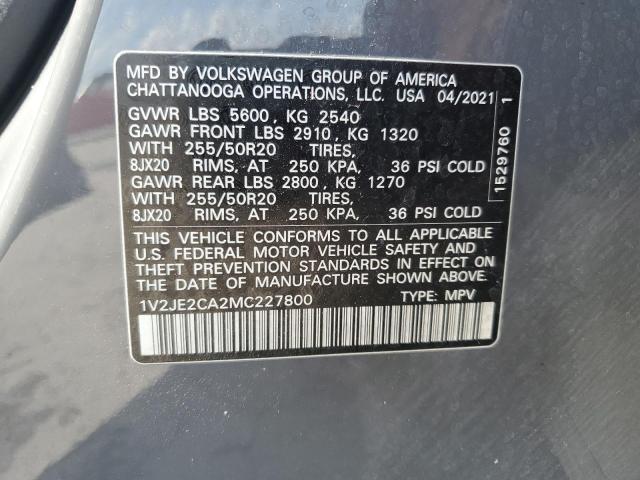 MFD BY VOLKSWAGEN GROUP OF AMERICA
CHATTANOOGA OPERATIONS, LLC. USA 04/2021
GVWR LBS 5600, KG 2540
GAWR FRONT LBS 2910, KG 1320
WITH 255/50R20 TIRES,
8JX20 RIMS, AT 250 KPA, 36 PSI COLD
GAWR REAR LBS 2800, KG 1270
WITH 255/50R20 TIRES,
8JX20 RIMS, AT 250 KPA, 36 PSI COLD
THIS VEHICLE CONFORMS TO ALL APPLICABLE
U.S. FEDERAL MOTOR VEHICLE SAFETY AND
THEFT PREVENTION STANDARDS IN EFFECT ON
THE DATE OF MANUFACTURE SHOWN ABOVE.
1V2JE2CA2MC227800 TYPE: MPV
1529760 1